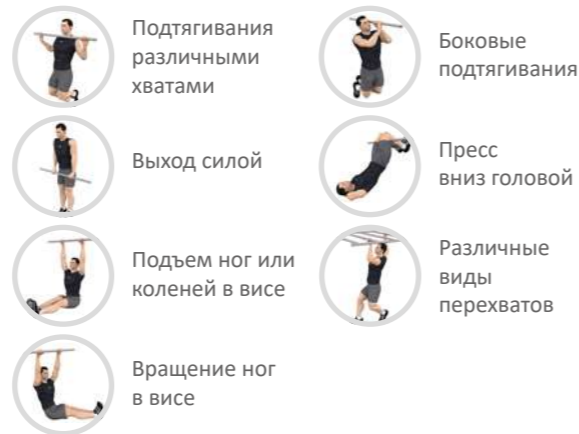 Подтягивания
различными
хватами
Боковые
подтягивания
Выход силой
Пресс
вниз головой
Подъем ног или
коленей в висе
Различные
виды
перехватов
Вращение ног
в висе